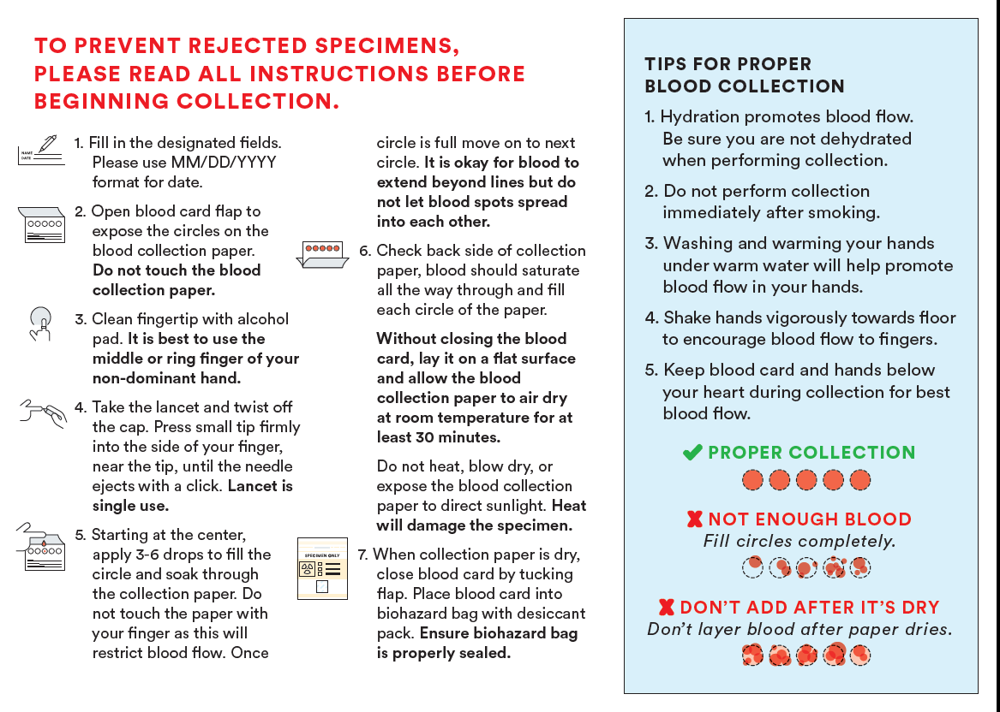 TO PREVENT REJECTED SPECIMENS,
PLEASE READ ALL INSTRUCTIONS BEFORE
BEGINNING COLLECTION.
NAME
DATE
1. Fill in the designated fields.
Please use MM/DD/YYYY
format for date.
2. Open blood card flap to
expose the circles on the
blood collection paper.
Do not touch the blood
collection paper.
3. Clean fingertip with alcohol
pad. It is best to use the
middle or ring finger of your
non-dominant hand.
4. Take the lancet and twist off
the cap. Press small tip firmly
into the side of your finger,
near the tip, until the needle
ejects with a click. Lancet is
single use.
5. Starting at the center,
apply 3-6 drops to fill the
circle and soak through
the collection paper. Do
not touch the paper with
your finger as this will
restrict blood flow. Once
circle is full move on to next
circle. It is okay for blood to
extend beyond lines but do
not let blood spots spread
into each other.
6. Check back side of collection
paper, blood should saturate
all the way through and fill
each circle of the paper.
Without closing the blood
card, lay it on a flat surface
and allow the blood
collection paper to air dry
at room temperature for at
least 30 minutes.
Do not heat, blow dry, or
expose the blood collection
paper to direct sunlight. Heat
will damage the specimen.
SPECIMEN ONLY
7. When collection paper is dry,
close blood card by tucking
flap. Place blood card into
biohazard bag with desiccant
pack. Ensure biohazard bag
is properly sealed.
TIPS FOR PROPER
BLOOD COLLECTION
1. Hydration promotes blood flow.
Be sure you are not dehydrated
when performing collection.
2. Do not perform collection
immediately after smoking.
3. Washing and warming your hands
under warm water will help promote
blood flow in your hands.
4. Shake hands vigorously towards floor
to encourage blood flow to fingers.
5. Keep blood card and hands below
your heart during collection for best
blood flow.
PROPER COLLECTION
NOT ENOUGH BLOOD
Fill circles completely.
DON'T ADD AFTER IT'S DRY
Don't layer blood after paper dries.